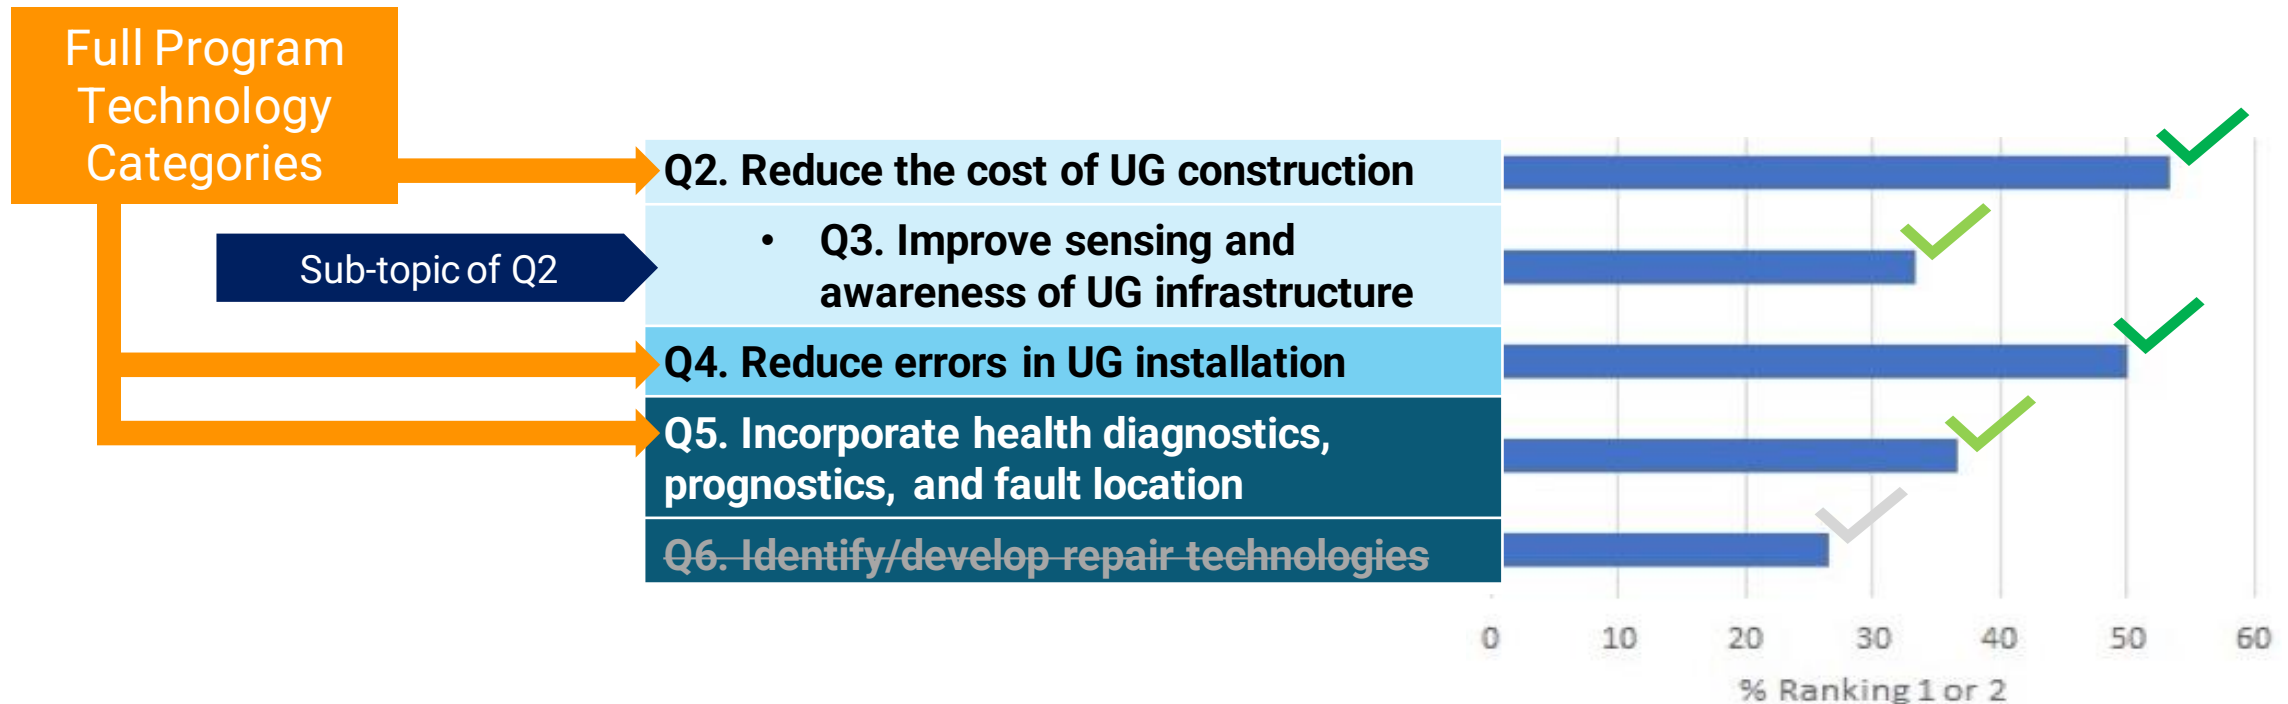 Full Program
Technology
Categories
Q2. Reduce the cost of UG construction
Sub-topic of Q2
• Q3. Improve sensing and
awareness of UG infrastructure
Q4. Reduce errors in UG installation
Q5. Incorporate health diagnostics,
prognostics, and fault location
Q6. Identify/develop repair technologies
0 10 20 30 40 50 60
% Ranking 1 or 2